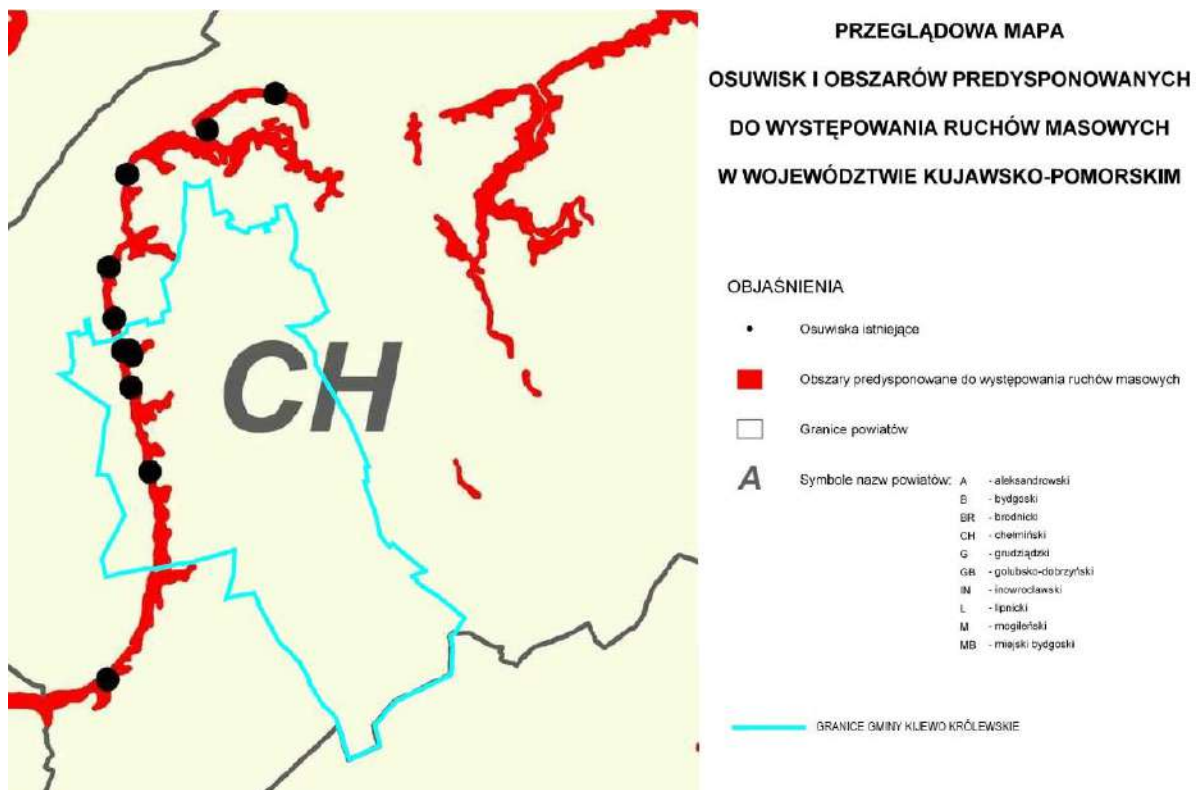 PRZEGLĄDOWA MAPA
OSUWISK I OBSZARÓW PREDYSPONOWANYCH
DO WYSTĘPOWANIA RUCHÓW MASOWYCH
W WOJEWÓDZTWIE KUJAWSKO-POMORSKIM
CH
OBJAŚNIENIA
Osuwiska istniejące
Obszary predysponowane do występowania ruchów masowych
Granice powiatów
A Symbole nazw powiatów:
A - aleksandrowski
B - bydgoski
BR - brodnicki
CH - chełmiński
G - grudziądzki
GB - golubsko-dobrzyński
IN - inowrocławski
L - lipnicki
M - mogileński
MB - miejski bydgoski
GRANICE GMINY KIJEWO KRÓLEWSKIE